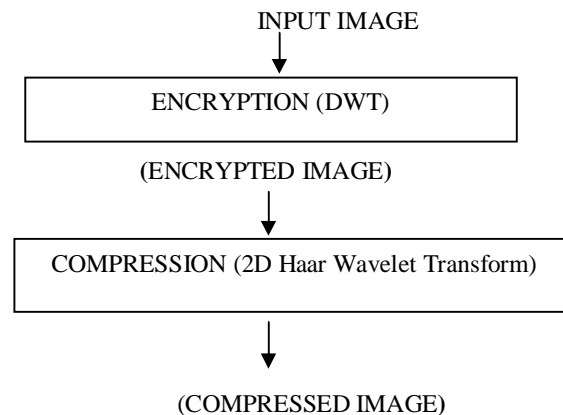 INPUT IMAGE
ENCRYPTION (DWT)
(ENCRYPTED IMAGE)
COMPRESSION (2D Haar Wavelet Transform)
(COMPRESSED IMAGE)